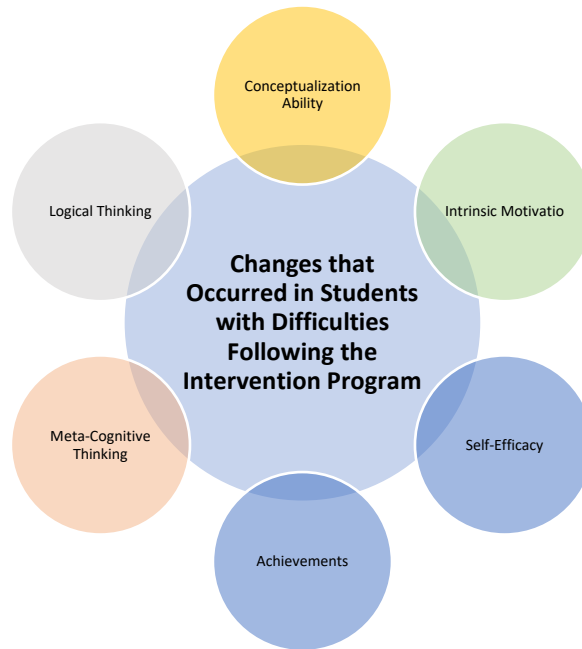 Conceptualization
Ability
Logical Thinking
Intrinsic Motivatio
Changes that
Occurred in Students
with Difficulties
Following the
Intervention Program
Meta-Cognitive
Thinking
Self-Efficacy
Achievements